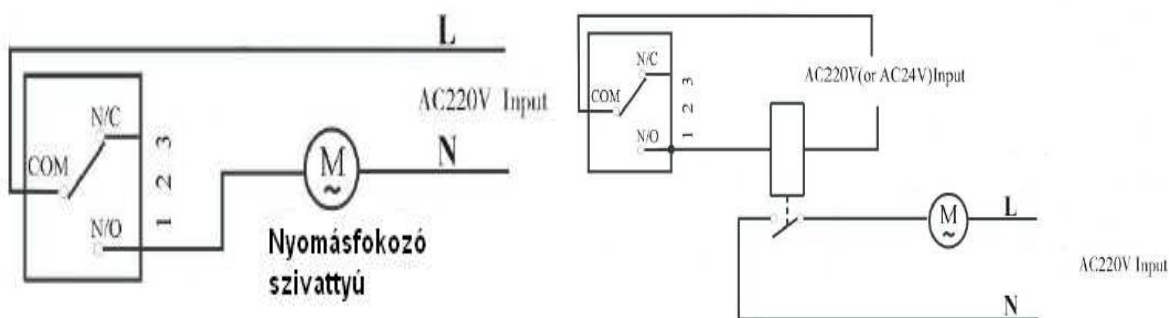 L
N/C
AC220V Input
COM
3
2
1
N/O
M
~
N
Nyomásfokozó
szivattyú
N/C
AC220V(or AC24V)Input
COM
3
2
1
N/O
M
~
L
AC220V Input
N